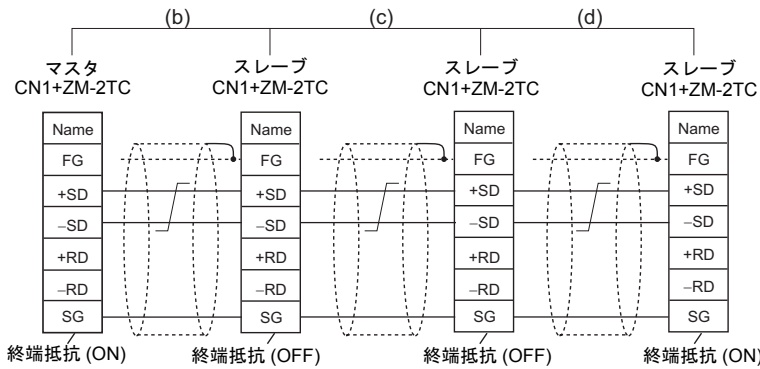 (b) (c) (d)
マスタ スレーブ スレーブ スレーブ
CN1+ZM-2TC CN1+ZM-2TC CN1+ZM-2TC CN1+ZM-2TC
Name Name Name Name
FG FG FG FG
+SD +SD +SD +SD
–SD –SD –SD –SD
+RD +RD +RD +RD
–RD –RD –RD –RD
SG SG SG SG
終端抵抗 (ON) 終端抵抗 (OFF) 終端抵抗 (OFF) 終端抵抗 (ON)